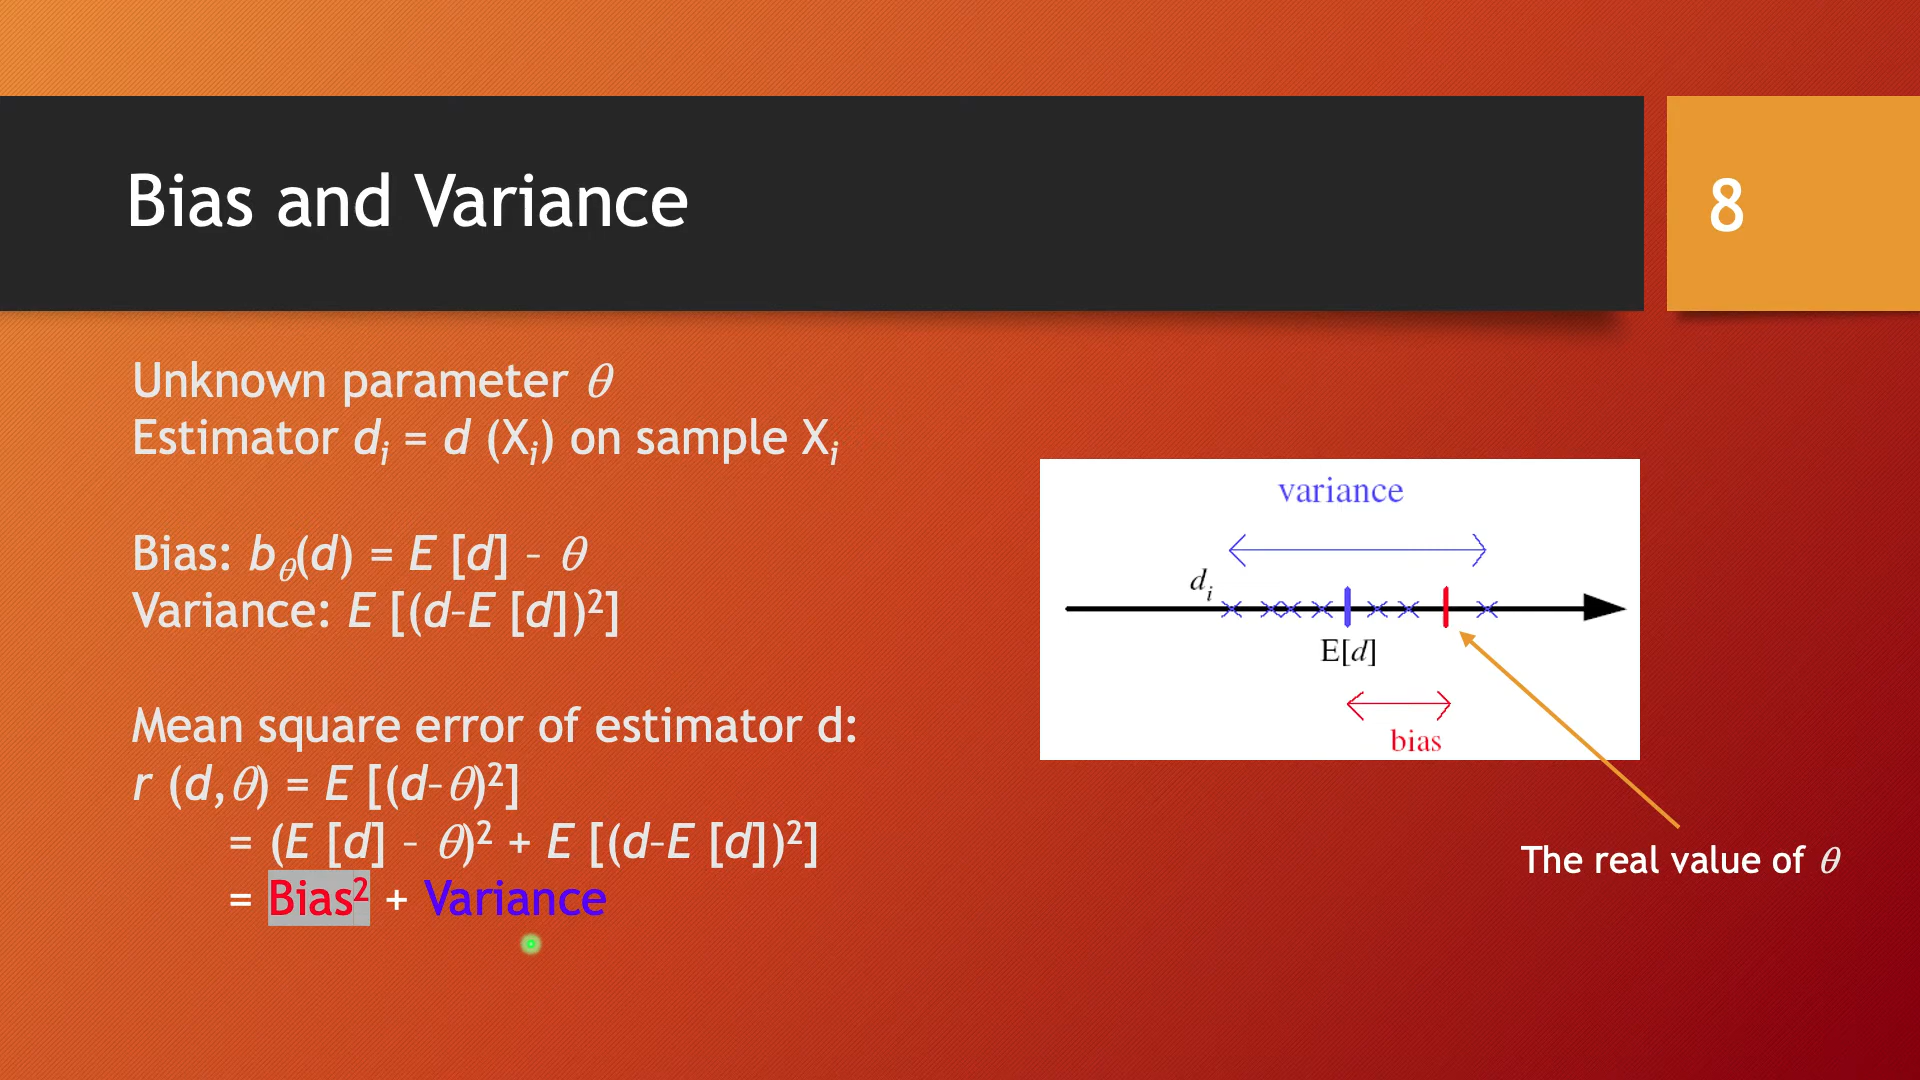 Bias and Variance
8
Unknown parameter θ
Estimator dᵢ = d (Xᵢ) on sample Xᵢ
Bias: b_θ(d) = E [d] – θ
Variance: E [(d–E [d])²]
Mean square error of estimator d:
r (d,θ) = E [(d–θ)²]
= (E [d] – θ)² + E [(d–E [d])²]
= Bias² + Variance
variance
dᵢ
E[d]
bias
The real value of θ